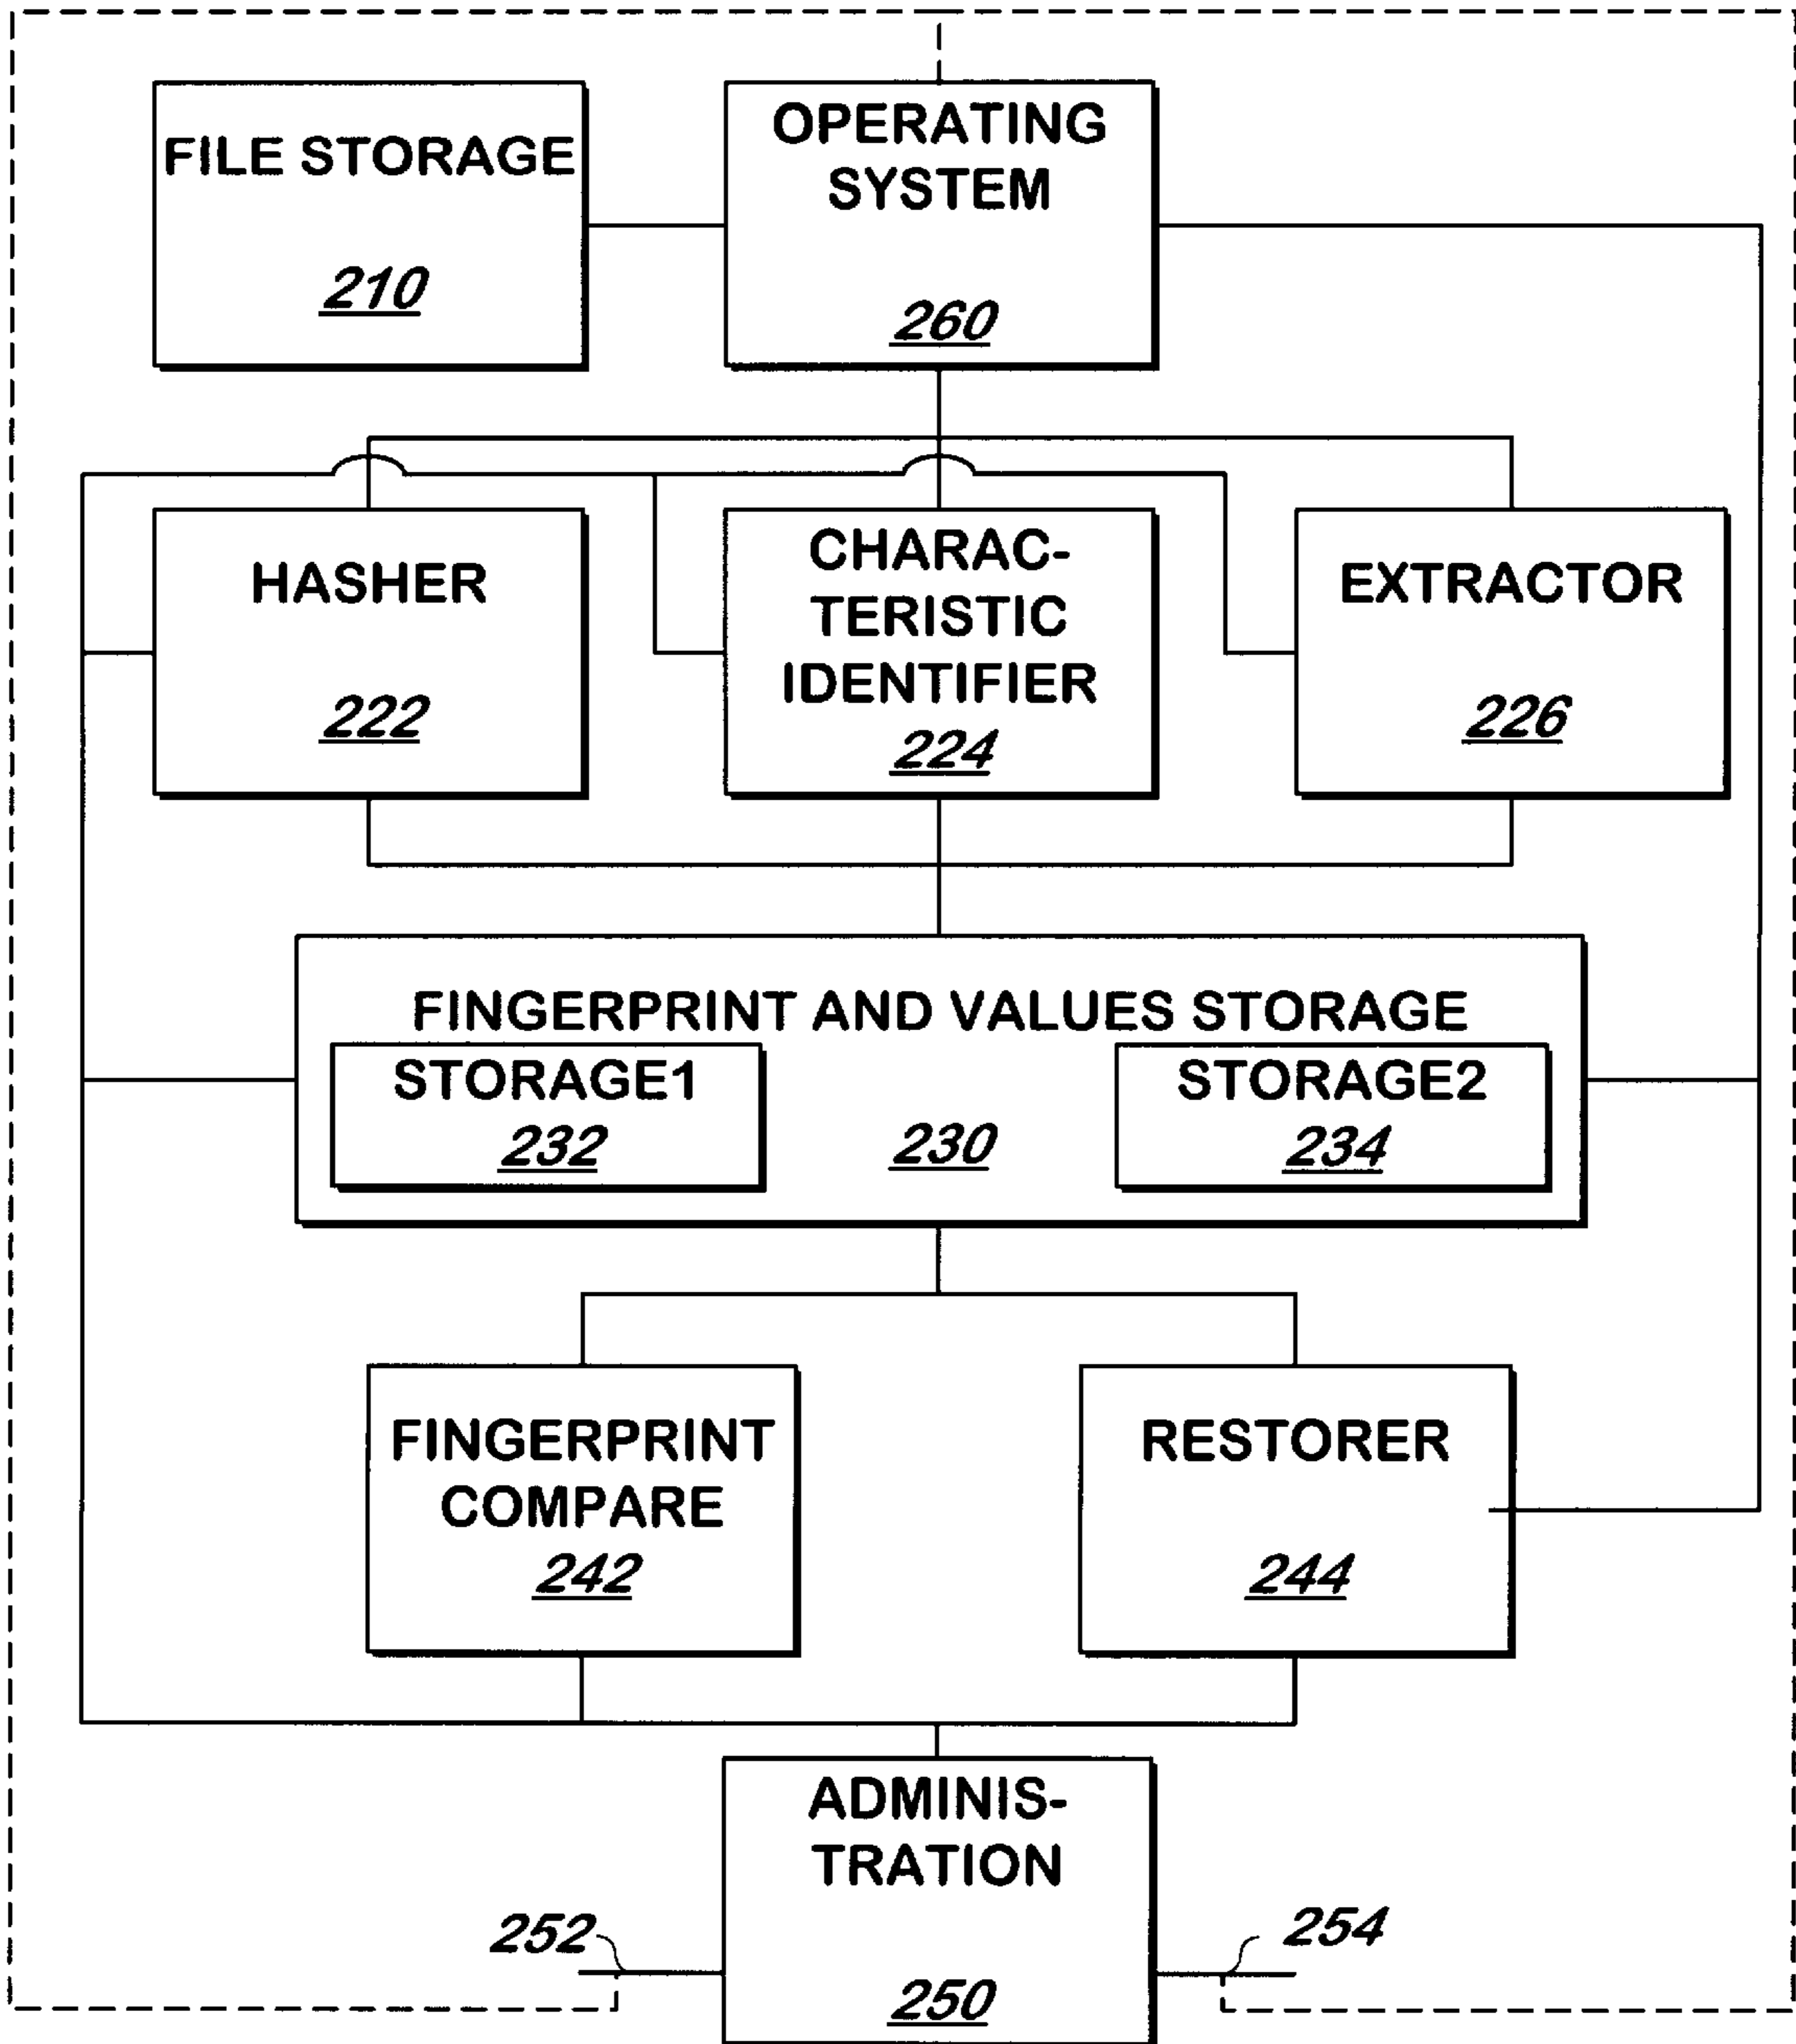 FILE STORAGE
210
OPERATING
SYSTEM
260
HASHER
222
CHARAC-
TERISTIC
IDENTIFIER
224
EXTRACTOR
226
FINGERPRINT AND VALUES STORAGE
STORAGE1
232
230
STORAGE2
234
FINGERPRINT
COMPARE
242
RESTORER
244
ADMINIS-
TRATION
250
252
254